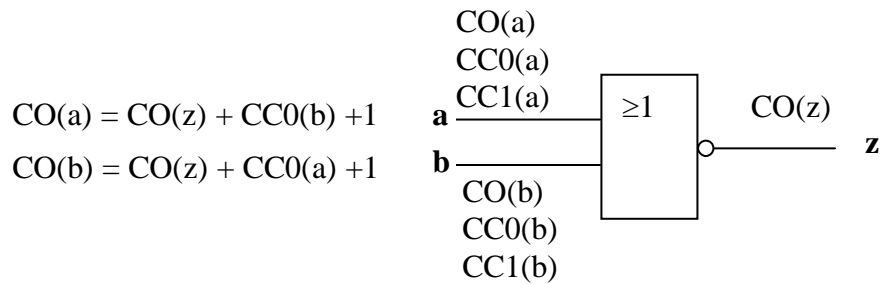 CO(a) = CO(z) + CC0(b) +1
CO(b) = CO(z) + CC0(a) +1
CO(a)
CC0(a)
CC1(a)
a
b
CO(b)
CC0(b)
CC1(b)
≥1
CO(z)
z